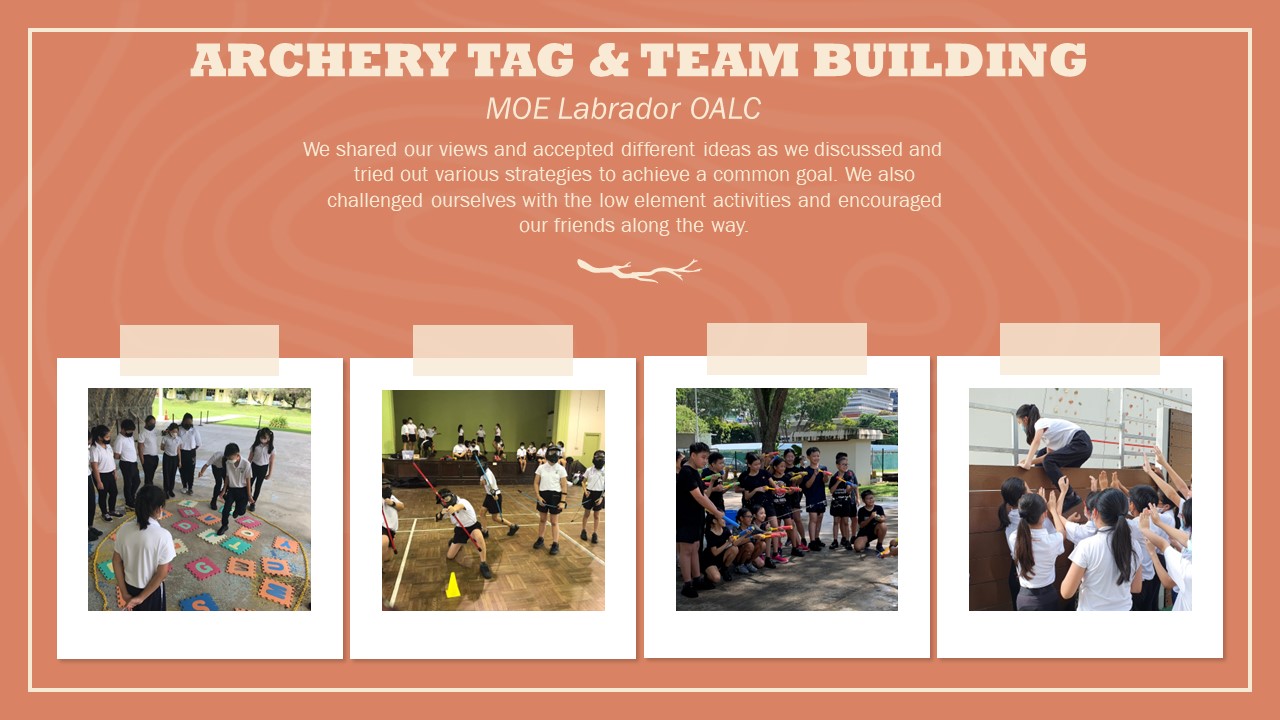 ARCHERY TAG & TEAM BUILDING
MOE Labrador OALC
We shared our views and accepted different ideas as we discussed and
tried out various strategies to achieve a common goal. We also
challenged ourselves with the low element activities and encouraged
our friends along the way.